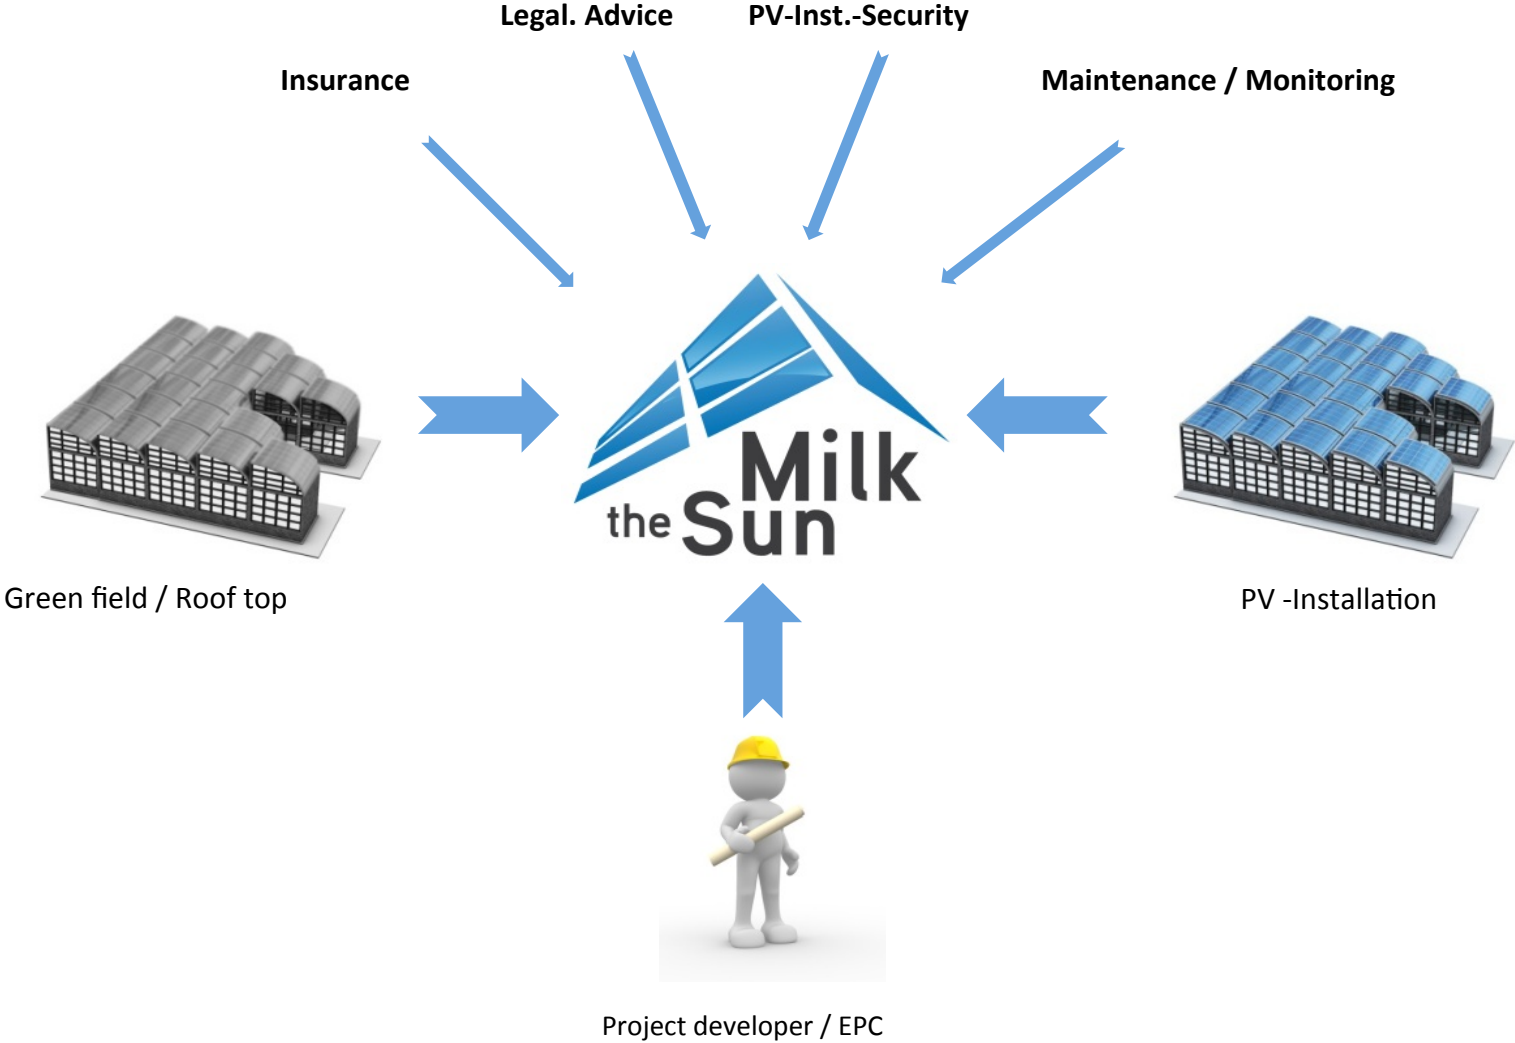 Legal. Advice
PV-Inst.-Security
Insurance
Maintenance / Monitoring
Milk
the Sun
Green field / Roof top
PV -Installation
Project developer / EPC